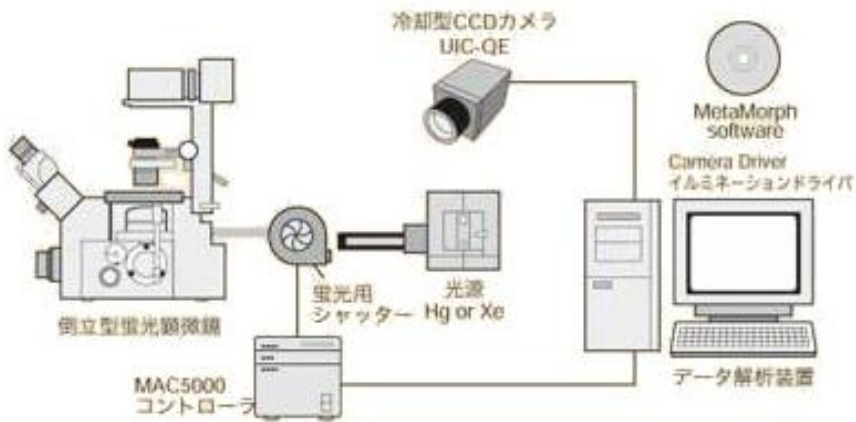 冷却型CCDカメラ
UIC-QE
MetaMorph
software
Camera Driver
イルミネーションドライバ
蛍光用
シャッター
光源
Hg or Xe
倒立型蛍光顕微鏡
MAC5000
コントローラ
データ解析装置